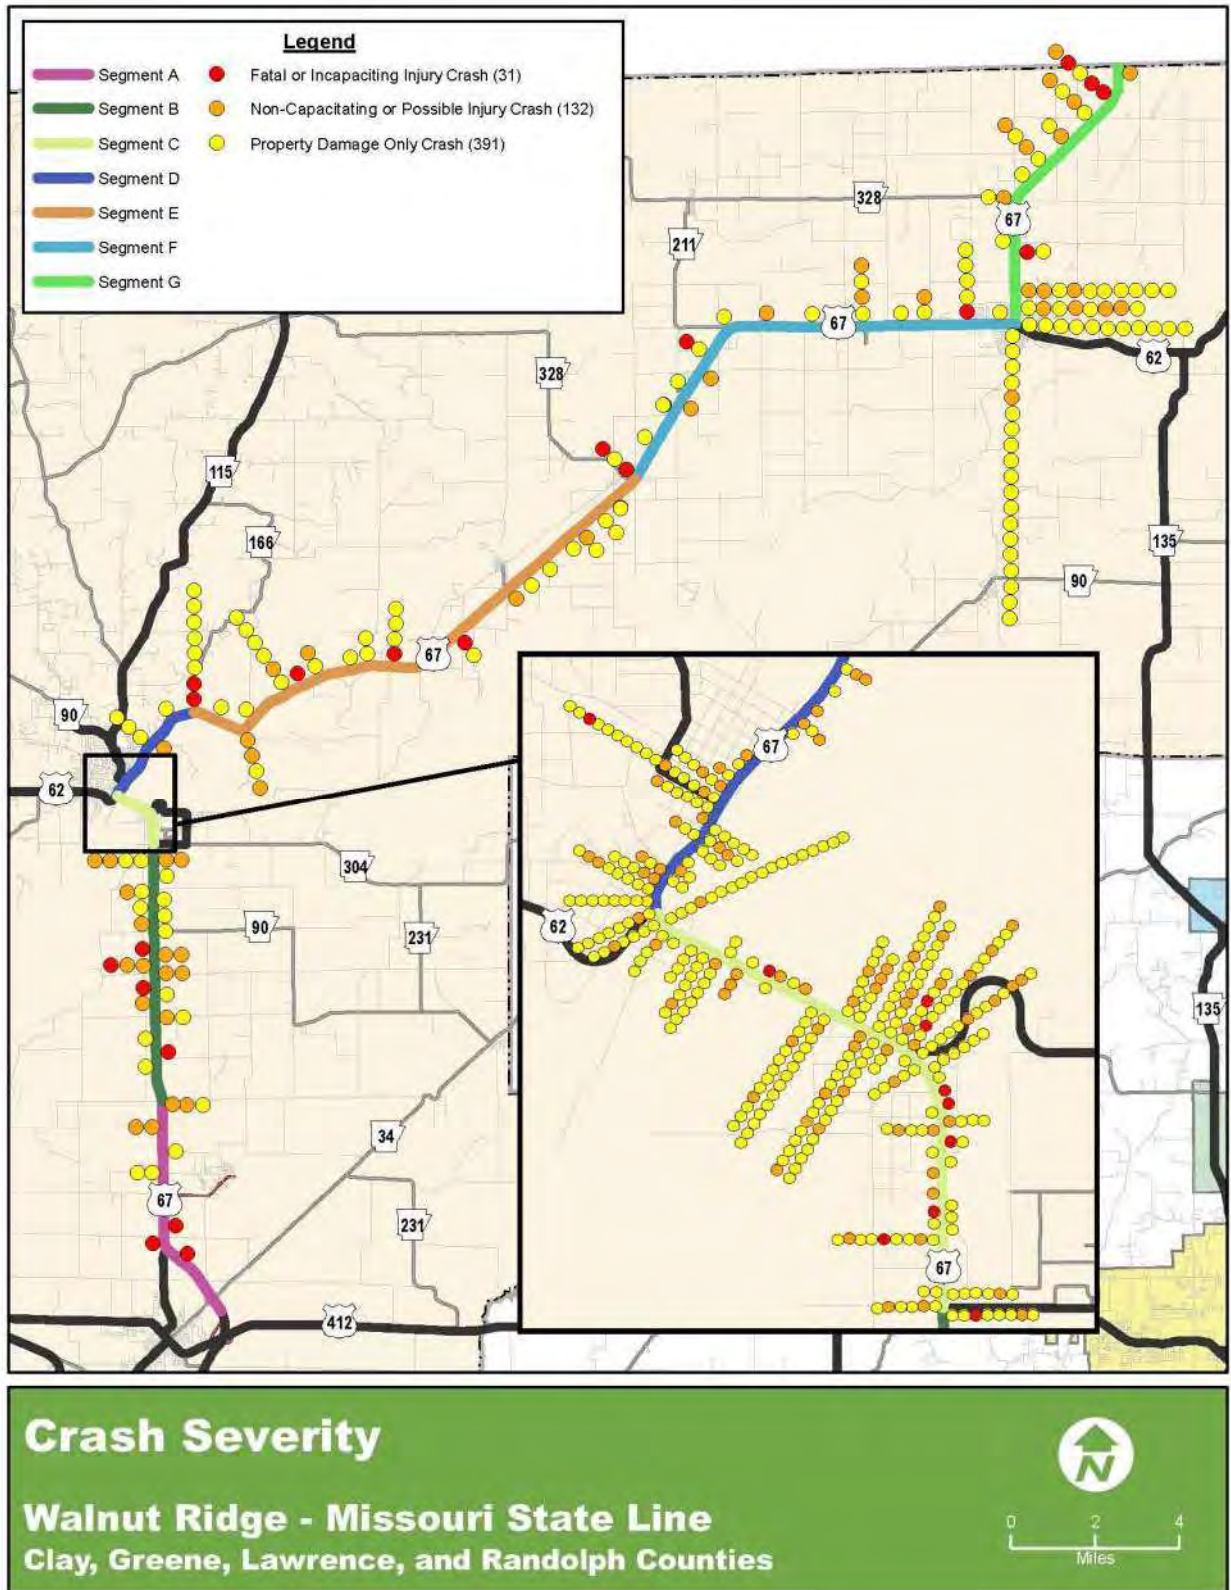 Legend
Segment A
Fatal or Incapaciting Injury Crash (31)
Segment B
Non-Capacitating or Possible Injury Crash (132)
Segment C
Property Damage Only Crash (391)
Segment D
Segment E
Segment F
Segment G
328
67
211
67
62
328
115
166
135
90
67
90
67
62
304
62
90
231
135
34
67
231
67
412
Crash Severity
N
Walnut Ridge - Missouri State Line
0 2 4
Miles
Clay, Greene, Lawrence, and Randolph Counties